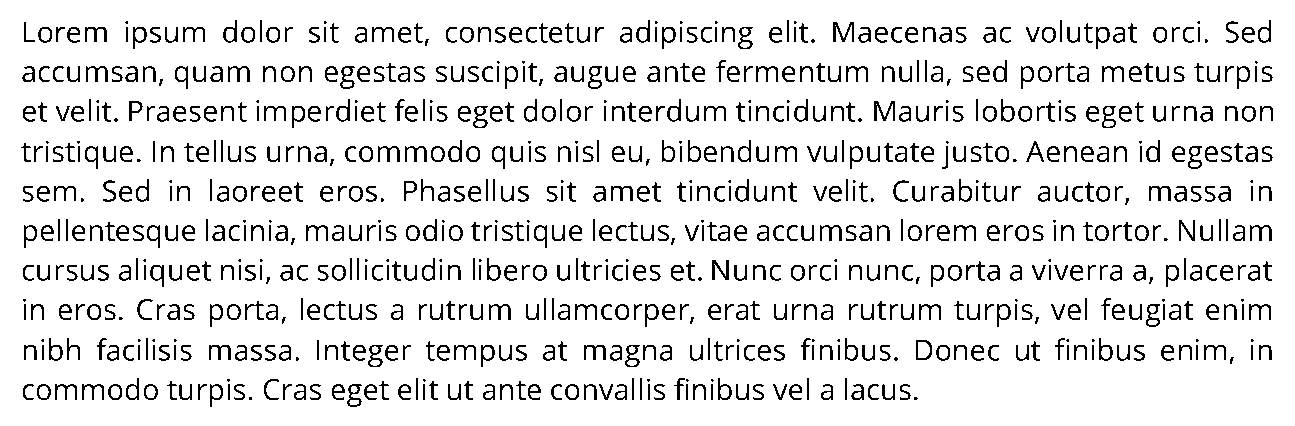 Lorem ipsum dolor sit amet, consectetur adipiscing elit. Maecenas ac volutpat orci. Sed
accumsan, quam non egestas suscipit, augue ante fermentum nulla, sed porta metus turpis
et velit. Praesent imperdiet felis eget dolor interdum tincidunt. Mauris lobortis eget urna non
tristique. In tellus urna, commodo quis nisl eu, bibendum vulputate justo. Aenean id egestas
sem. Sed in laoreet eros. Phasellus sit amet tincidunt velit. Curabitur auctor, massa in
pellentesque lacinia, mauris odio tristique lectus, vitae accumsan lorem eros in tortor. Nullam
cursus aliquet nisi, ac sollicitudin libero ultricies et. Nunc orci nunc, porta a viverra a, placerat
in eros. Cras porta, lectus a rutrum ullamcorper, erat urna rutrum turpis, vel feugiat enim
nibh facilisis massa. Integer tempus at magna ultrices finibus. Donec ut finibus enim, in
commodo turpis. Cras eget elit ut ante convallis finibus vel a lacus.